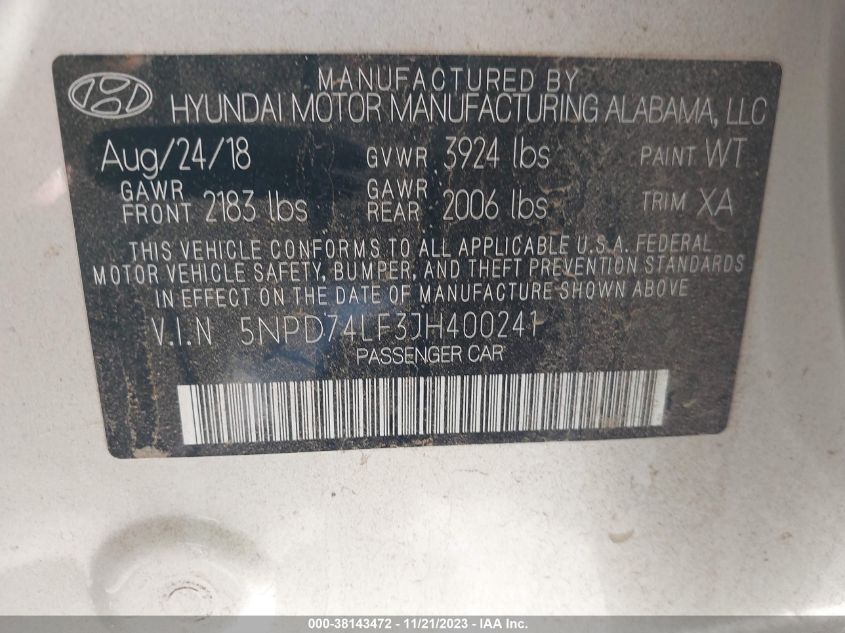 MANUFACTURED BY
HYUNDAI MOTOR MANUFACTURING ALABAMA, LLC
Aug/24/18 GVWR 3924 lbs PAINT WT
GAWR FRONT 2183 lbs GAWR REAR 2006 lbs TRIM XA
THIS VEHICLE CONFORMS TO ALL APPLICABLE U.S.A. FEDERAL
MOTOR VEHICLE SAFETY, BUMPER, AND THEFT PREVENTION STANDARDS
IN EFFECT ON THE DATE OF MANUFACTURE SHOWN ABOVE
V.I.N 5NPD74LF3JH400241
PASSENGER CAR
000-38143472 - 11/21/2023 - IAA Inc.